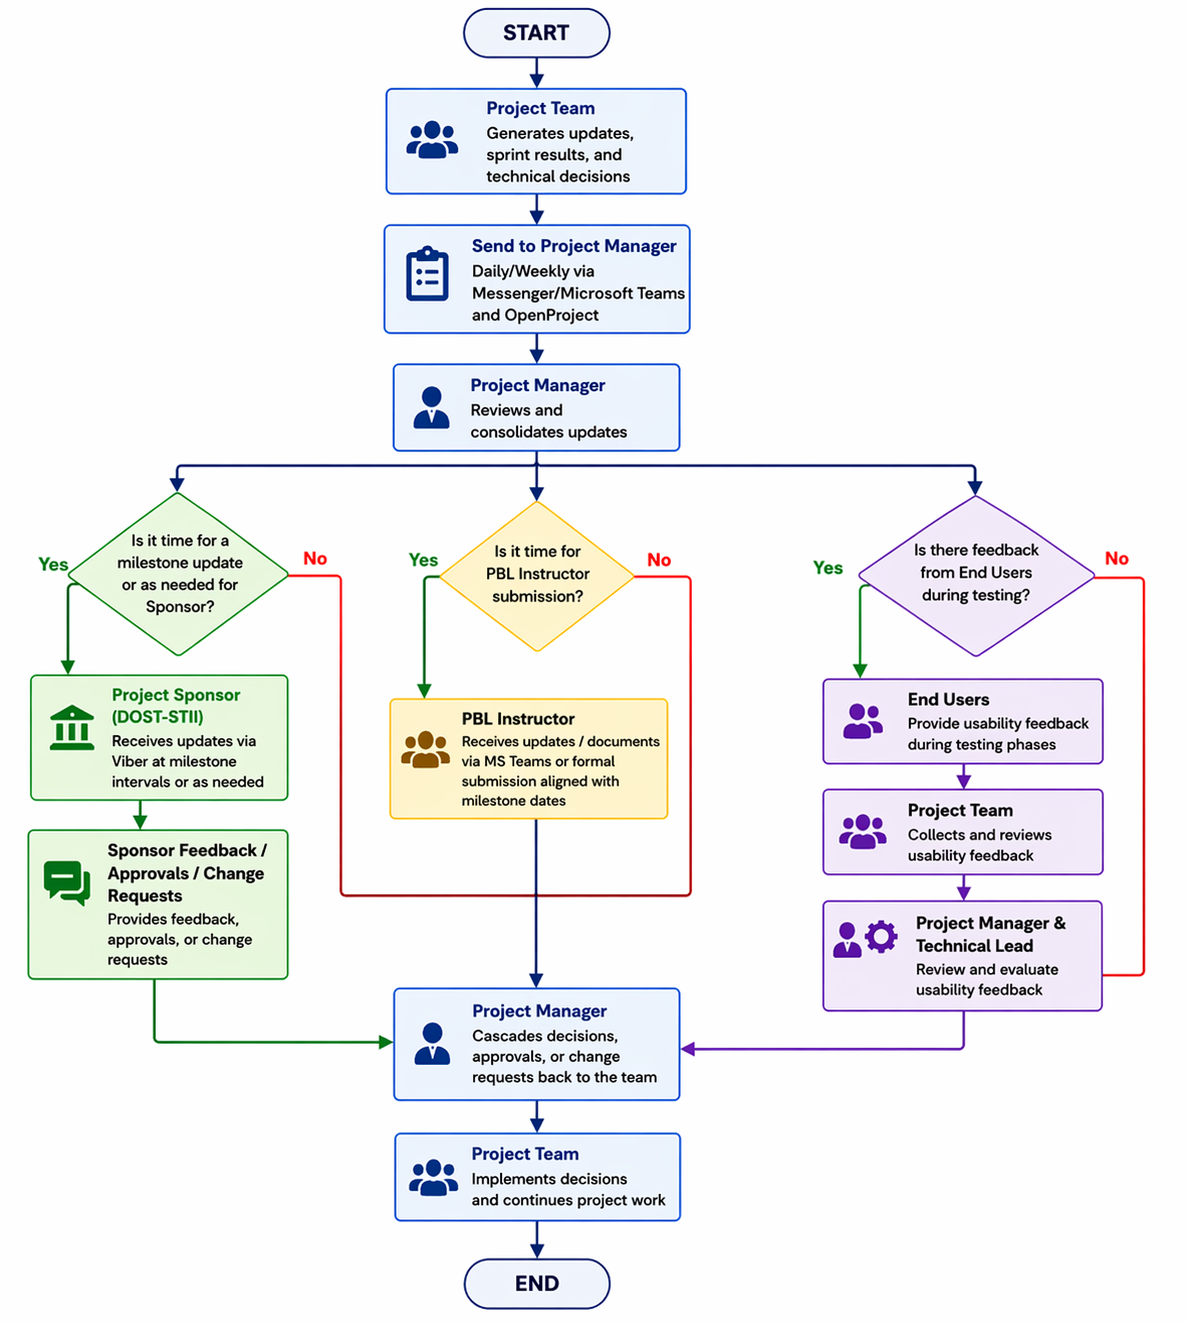 START
Project Team
Generates updates,
sprint results, and
technical decisions
Send to Project Manager
Daily/Weekly via
Messenger/Microsoft Teams
and OpenProject
Project Manager
Reviews and
consolidates updates
Is it time for a
milestone update
or as needed for
Sponsor?
Yes
No
Is it time for
PBL Instructor
submission?
Yes
No
Is there feedback
from End Users
during testing?
Yes
No
Project Sponsor
(DOST-STII)
Receives updates via
Viber at milestone
intervals or as needed
Sponsor Feedback /
Approvals / Change
Requests
Provides feedback,
approvals, or change
requests
PBL Instructor
Receives updates / documents
via MS Teams or formal
submission aligned with
milestone dates
End Users
Provide usability feedback
during testing phases
Project Team
Collects and reviews
usability feedback
Project Manager &
Technical Lead
Review and evaluate
usability feedback
Project Manager
Cascades decisions,
approvals, or change
requests back to the team
Project Team
Implements decisions
and continues project work
END